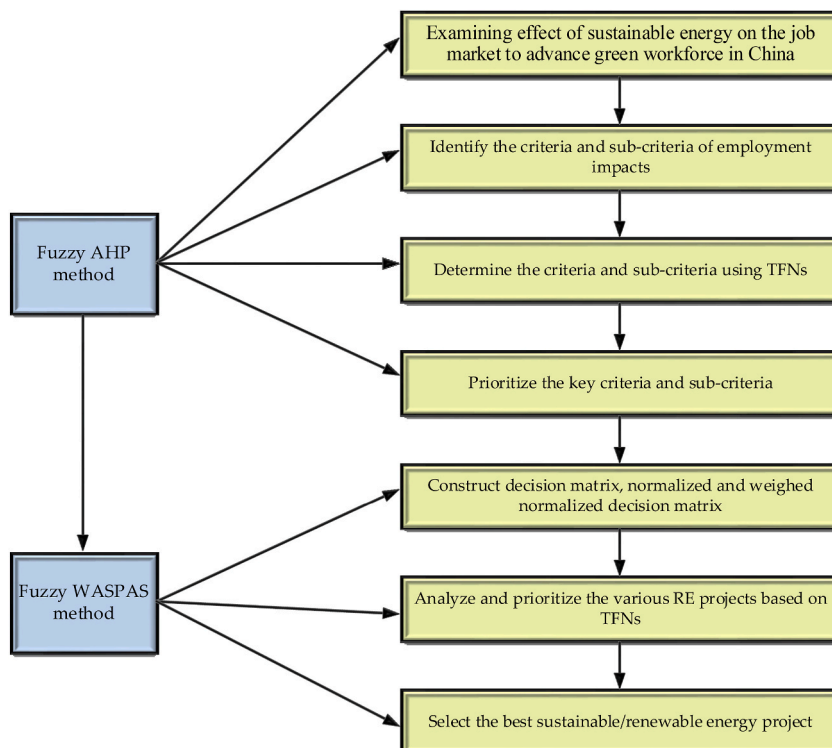 Examining effect of sustainable energy on the job
market to advance green workforce in China
Identify the criteria and sub-criteria of employment
impacts
Fuzzy AHP
method
Determine the criteria and sub-criteria using TFNs
Prioritize the key criteria and sub-criteria
Construct decision matrix, normalized and weighed
normalized decision matrix
Fuzzy WASPAS
method
Analyze and prioritize the various RE projects based on
TFNs
Select the best sustainable/renewable energy project